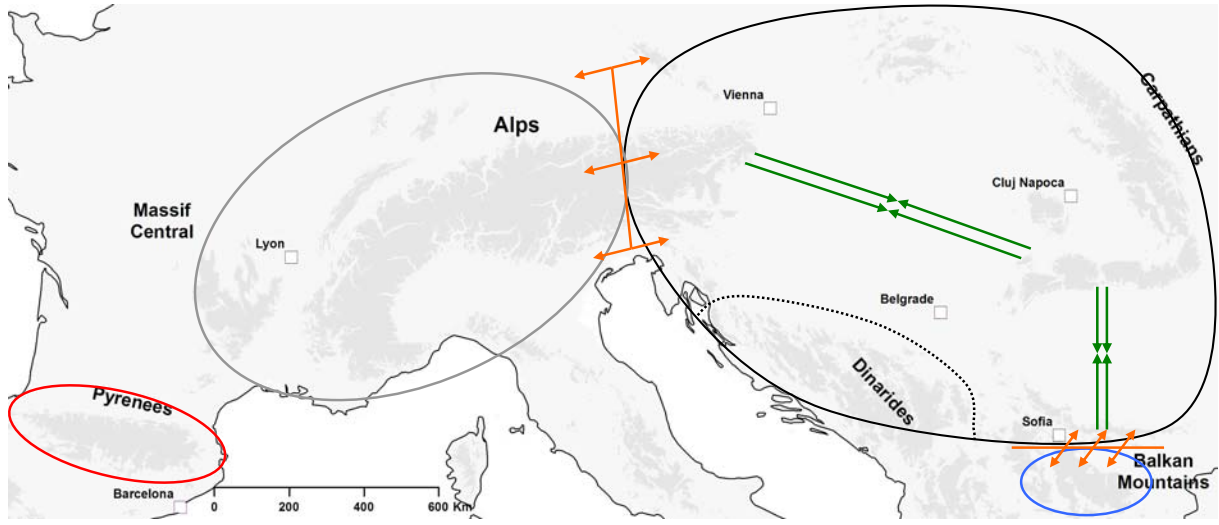 Vienna
Carpathians
Alps
Cluj Napoca
Massif
Central
Lyon
Belgrade
Dinarides
Pyrenees
Sofia
Balkan
Mountains
Barcelona
0 200 400 600 Km